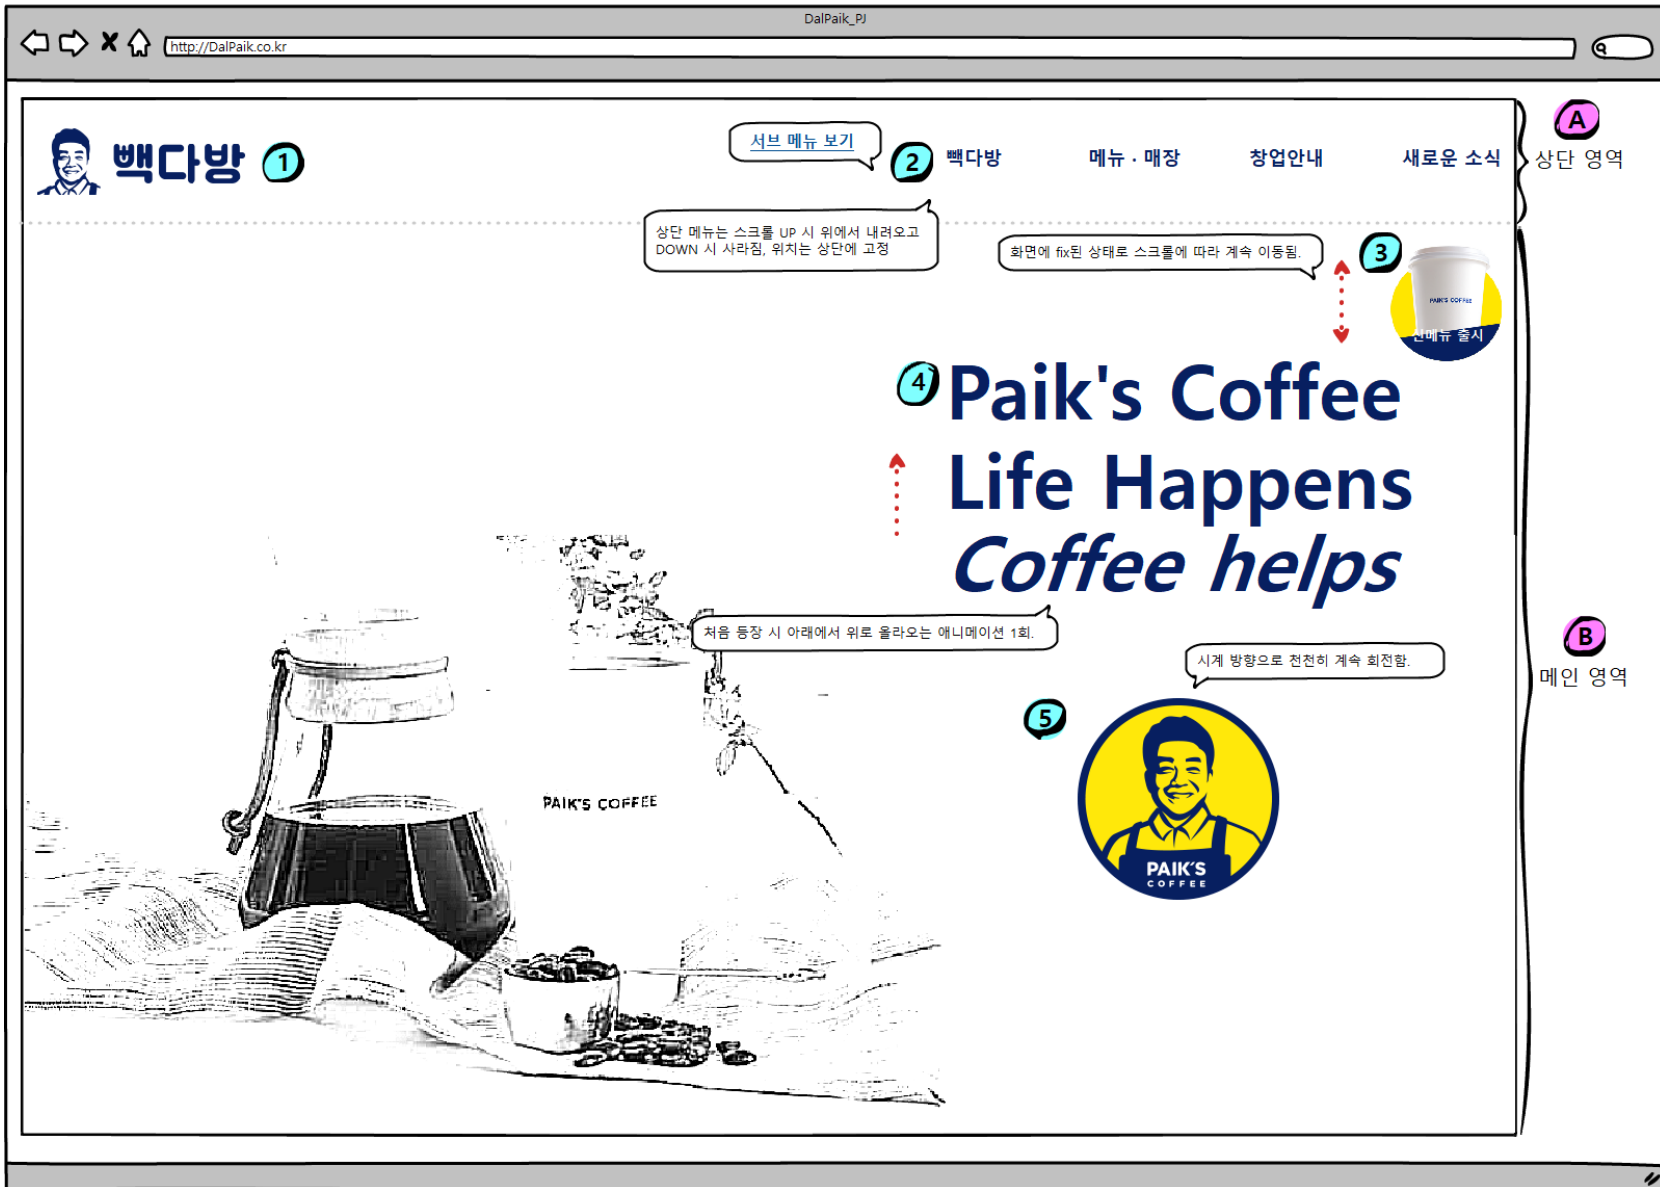 DalPaik_PJ
http://DalPaik.co.kr
빽다방
1
서브 메뉴 보기
2
빽다방
메뉴 · 매장
창업안내
새로운 소식
A
상단 영역
상단 메뉴는 스크롤 UP 시 위에서 내려오고
DOWN 시 사라짐, 위치는 상단에 고정
화면에 fix된 상태로 스크롤에 따라 계속 이동됨.
3
PAIK'S COFFEE
신메뉴 출시
4
Paik's Coffee
Life Happens
Coffee helps
처음 등장 시 아래에서 위로 올라오는 애니메이션 1회.
시계 방향으로 천천히 계속 회전함.
B
메인 영역
5
PAIK'S COFFEE
PAIK'S
COFFEE